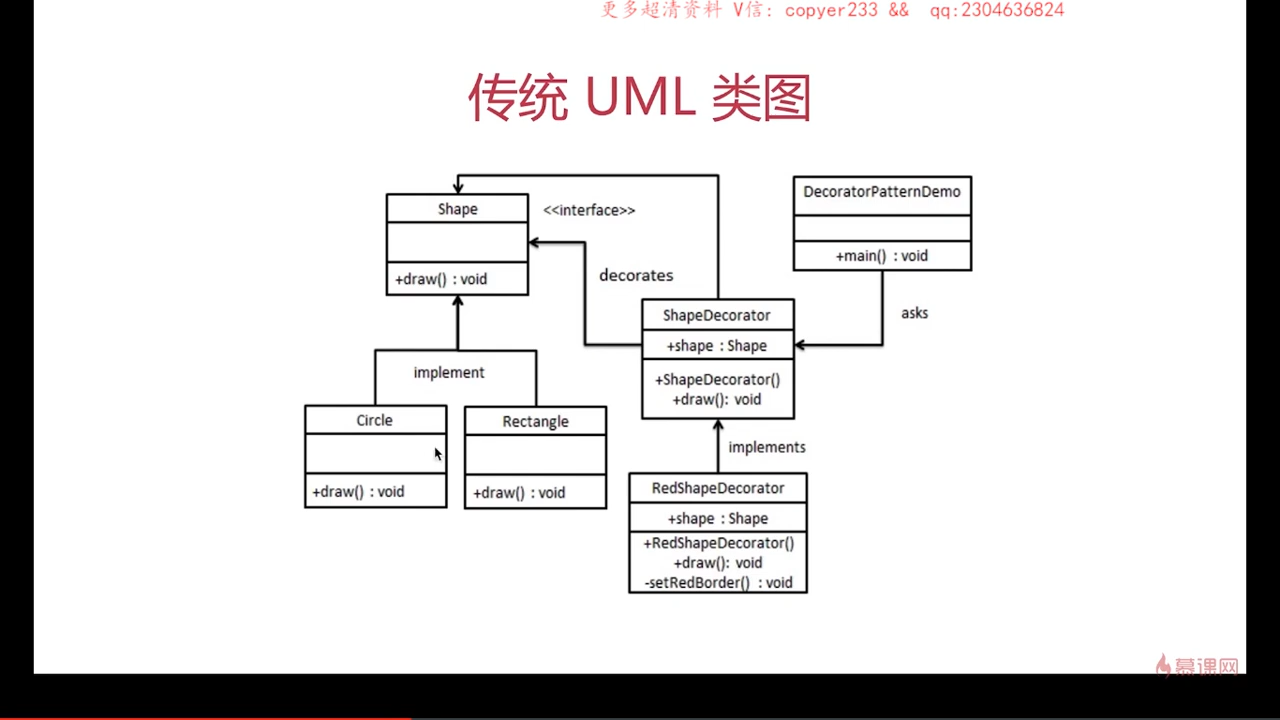 更多超清资料 V信: copyer233 &&  qq:2304636824
传统 UML 类图
Shape
<<interface>>
+draw() : void
decorates
DecoratorPatternDemo
+main() : void
asks
ShapeDecorator
+shape : Shape
+ShapeDecorator()
+draw(): void
implement
Circle
+draw() : void
Rectangle
+draw() : void
implements
RedShapeDecorator
+shape : Shape
+RedShapeDecorator()
+draw(): void
-setRedBorder() : void
慕课网